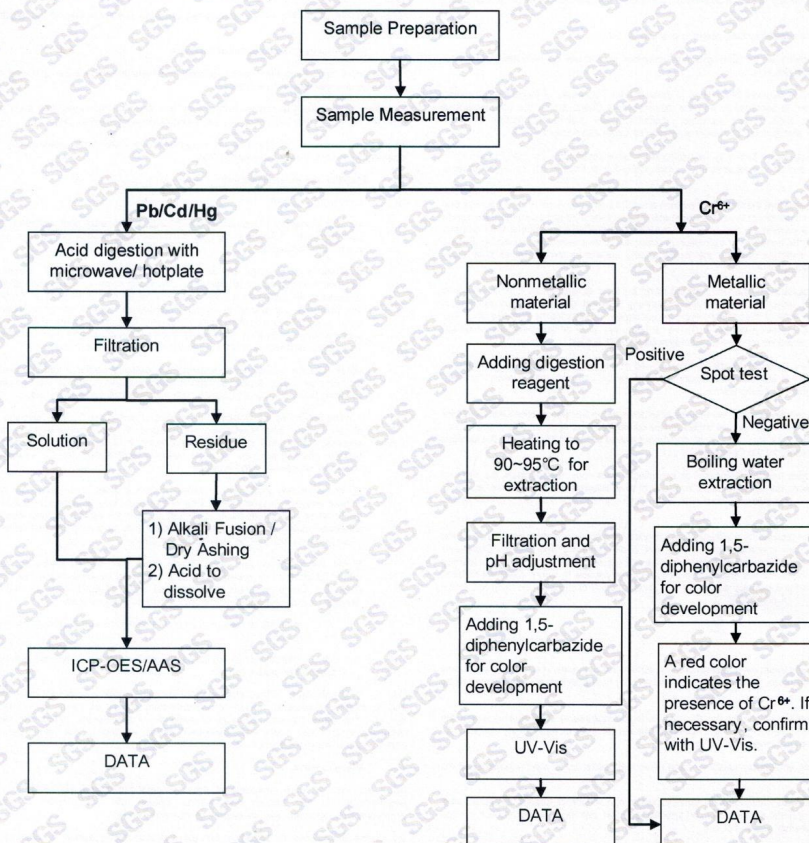 Sample Preparation
Sample Measurement
Pb/Cd/Hg
Acid digestion with
microwave/ hotplate
Filtration
Solution
Residue
1) Alkali Fusion /
Dry Ashing
2) Acid to
dissolve
ICP-OES/AAS
DATA
Cr⁶⁺
Nonmetallic
material
Adding digestion
reagent
Heating to
90~95℃ for
extraction
Filtration and
pH adjustment
Adding 1,5-
diphenylcarbazide
for color
development
UV-Vis
DATA
Metallic
material
Spot test
Positive
Negative
Boiling water
extraction
Adding 1,5-
diphenylcarbazide
for color
development
A red color
indicates the
presence of Cr⁶⁺. If
necessary, confirm
with UV-Vis.
DATA
SGS